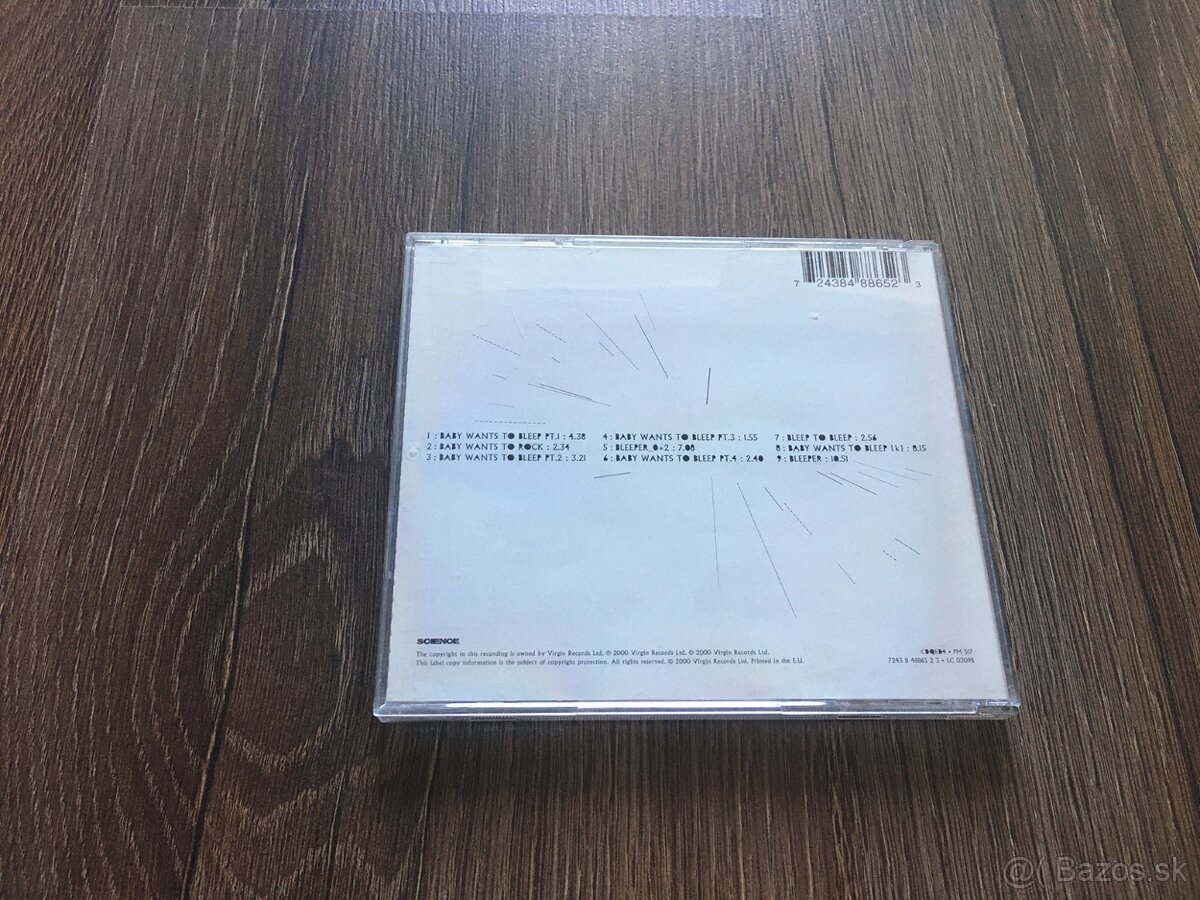 7 24384 88652 3
1 : BABY WANTS TO BLEEP PT.1 : 4.38
2 : BABY WANTS TO ROCK : 2.34
3 : BABY WANTS TO BLEEP PT.2 : 3.21
4 : BABY WANTS TO BLEEP PT.3 : 1.55
5 : BLEEPER_0+2 : 7.08
6 : BABY WANTS TO BLEEP PT.4 : 2.40
7 : BLEEP TO BLEEP : 2.56
8 : BABY WANTS TO BLEEP [K] : 8.15
9 : BLEEPER : 10.51
SCIENCE
The copyright in this recording is owned by Virgin Records Ltd. ℗ 2000 Virgin Records Ltd. © 2000 Virgin Records Ltd.
This label copy information is the subject of copyright protection. All rights reserved. © 2000 Virgin Records Ltd. Printed in the E.U.
CDQED4 • PM 517
7243 8 48865 2 3 • LC 03098
@( Bazos.sk